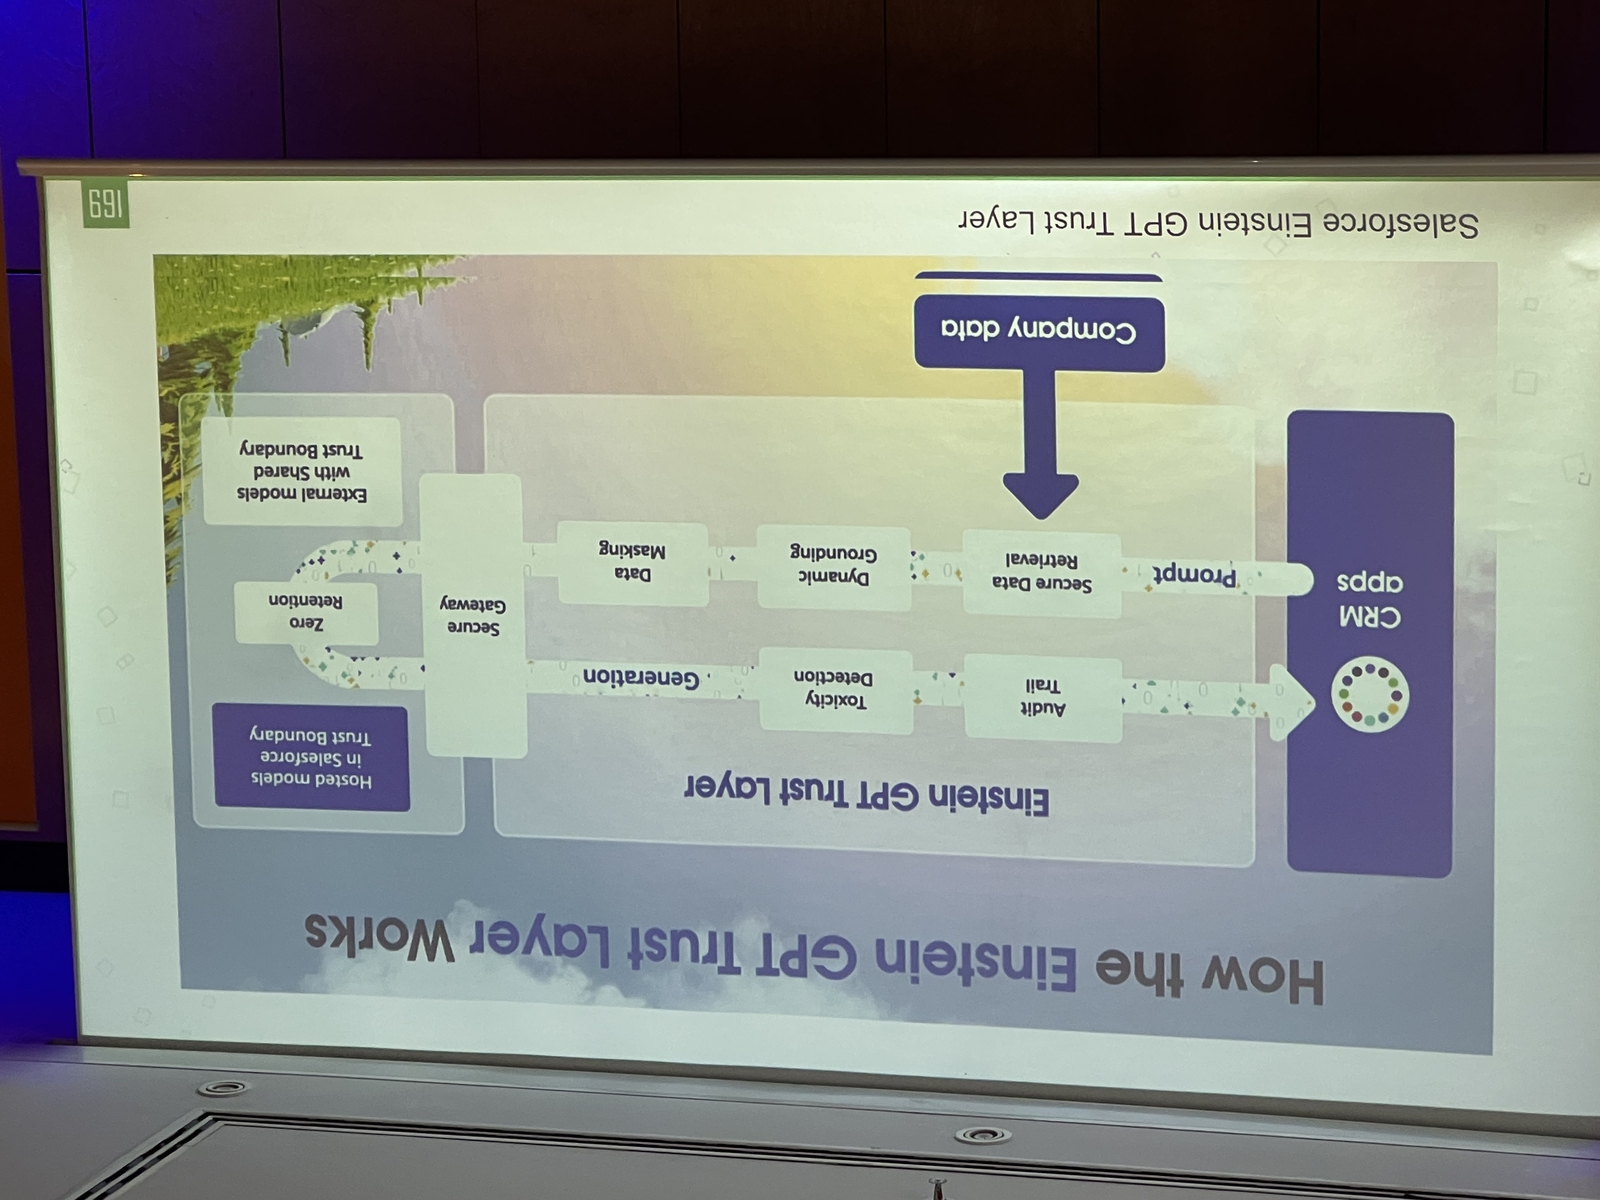 How the Einstein GPT Trust Layer Works
Einstein GPT Trust Layer
CRM
apps
Audit
Trail
Toxicity
Detection
Generation
Prompt
Secure Data
Retrieval
Dynamic
Grounding
Data
Masking
Secure
Gateway
Hosted models
in Salesforce
Trust Boundary
Zero
Retention
External models
with Shared
Trust Boundary
Company data
Salesforce Einstein GPT Trust Layer
169